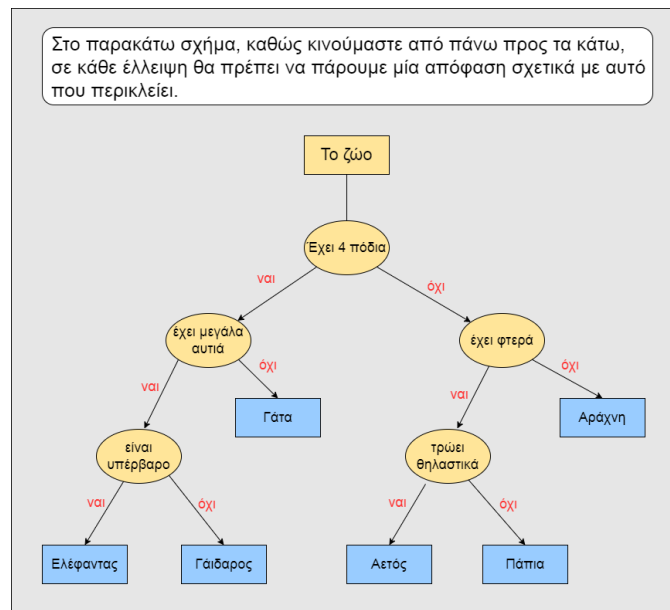 Στο παρακάτω σχήμα, καθώς κινούμαστε από πάνω προς τα κάτω,
σε κάθε έλλειψη θα πρέπει να πάρουμε μία απόφαση σχετικά με αυτό
που περικλείει.
Το ζώο
Έχει 4 πόδια
ναι
όχι
έχει μεγάλα
αυτιά
έχει φτερά
ναι
όχι
ναι
όχι
Γάτα
Αράχνη
είναι
υπέρβαρο
τρώει
θηλαστικά
ναι
όχι
ναι
όχι
Ελέφαντας
Γάιδαρος
Αετός
Πάπια